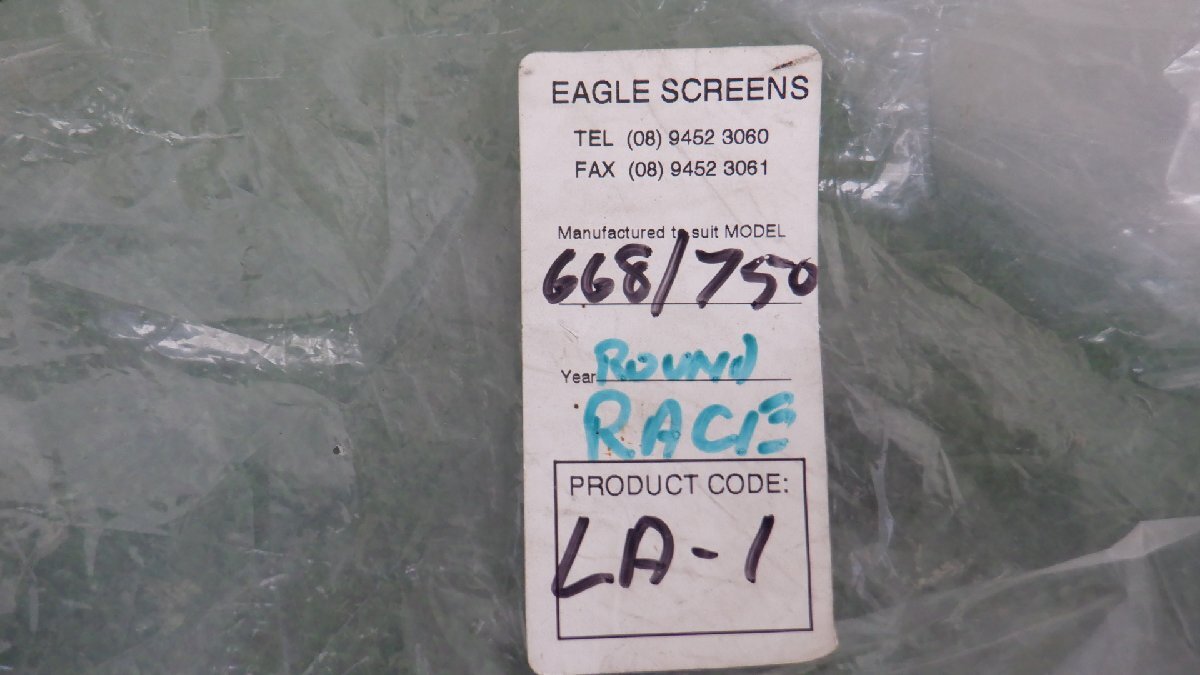 EAGLE SCREENS
TEL (08) 9452 3060
FAX (08) 9452 3061
Manufactured to suit MODEL
668/750
Year ROUND
RACE
PRODUCT CODE:
LA-1